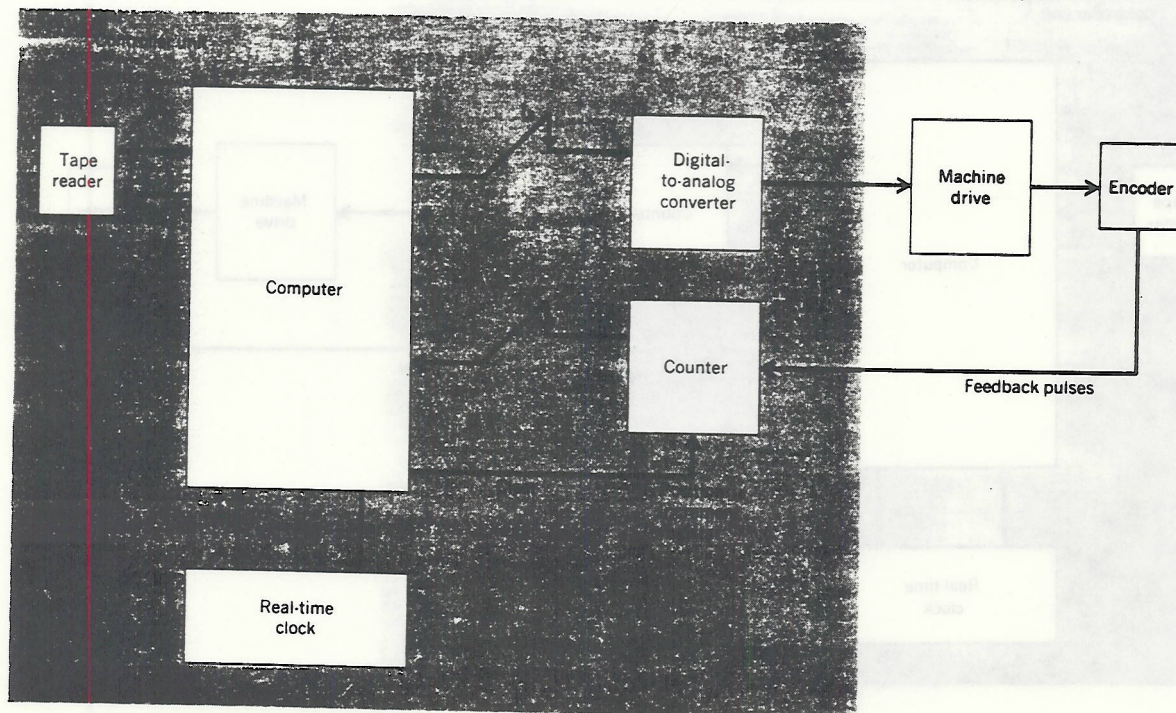 Tape
reader
Computer
Digital-
to-analog
converter
Machine
drive
Encoder
Counter
Feedback pulses
Real-time
clock